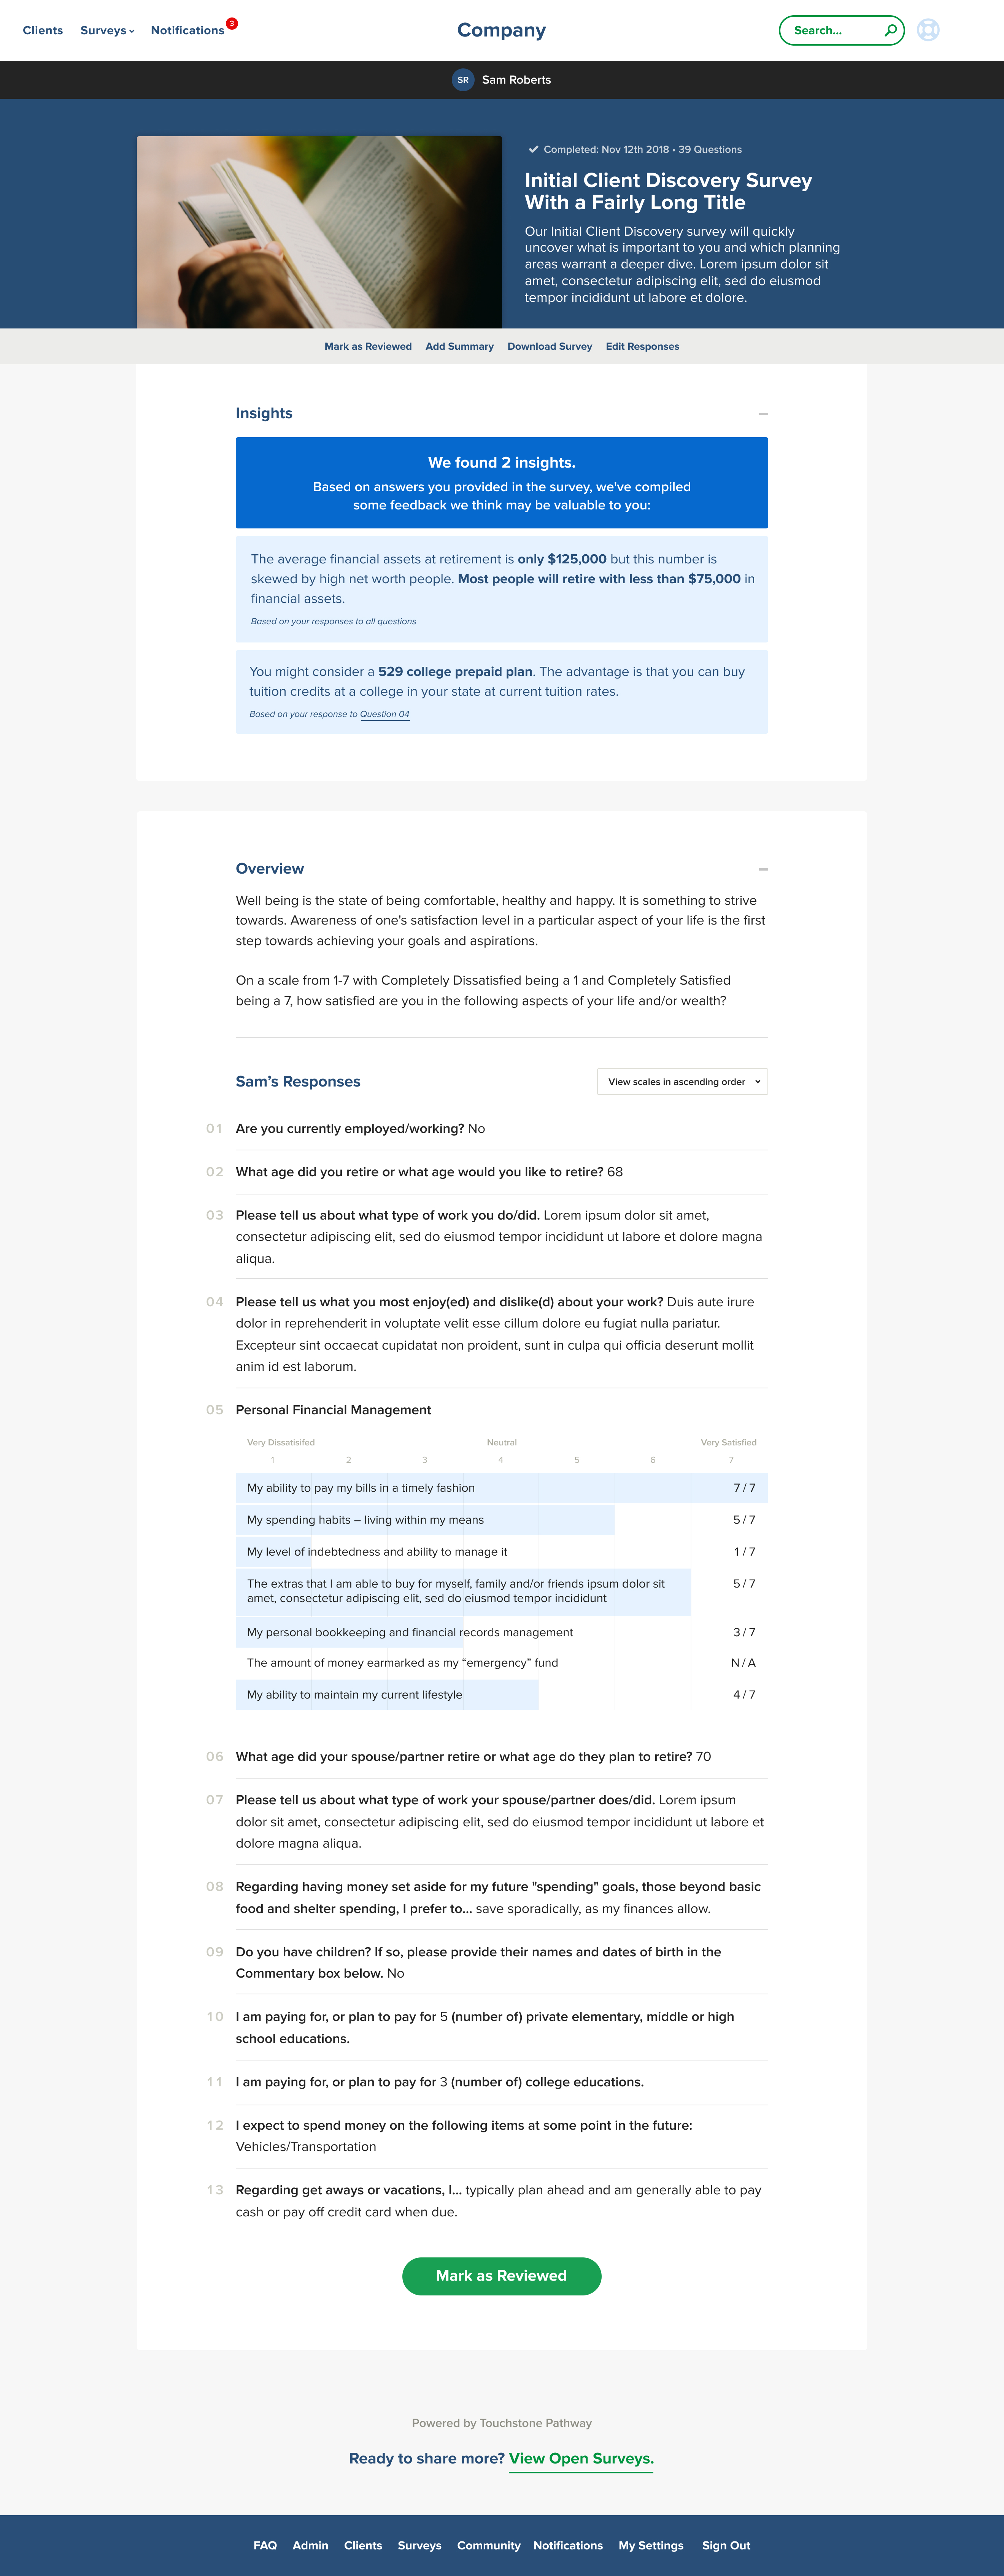 Clients Surveys Notifications 3 Company Search...
SR Sam Roberts
Completed: Nov 12th 2018 • 39 Questions
Initial Client Discovery Survey
With a Fairly Long Title
Our Initial Client Discovery survey will quickly
uncover what is important to you and which planning
areas warrant a deeper dive. Lorem ipsum dolor sit
amet, consectetur adipiscing elit, sed do eiusmod
tempor incididunt ut labore et dolore.
Mark as Reviewed Add Summary Download Survey Edit Responses
Insights
We found 2 insights.
Based on answers you provided in the survey, we've compiled
some feedback we think may be valuable to you:
The average financial assets at retirement is only $125,000 but this number is
skewed by high net worth people. Most people will retire with less than $75,000 in
financial assets.
Based on your responses to all questions
You might consider a 529 college prepaid plan. The advantage is that you can buy
tuition credits at a college in your state at current tuition rates.
Based on your response to Question 04
Overview
Well being is the state of being comfortable, healthy and happy. It is something to strive
towards. Awareness of one's satisfaction level in a particular aspect of your life is the first
step towards achieving your goals and aspirations.
On a scale from 1-7 with Completely Dissatisfied being a 1 and Completely Satisfied
being a 7, how satisfied are you in the following aspects of your life and/or wealth?
Sam’s Responses View scales in ascending order
01 Are you currently employed/working? No
02 What age did you retire or what age would you like to retire? 68
03 Please tell us about what type of work you do/did. Lorem ipsum dolor sit amet,
consectetur adipiscing elit, sed do eiusmod tempor incididunt ut labore et dolore magna
aliqua.
04 Please tell us what you most enjoy(ed) and dislike(d) about your work? Duis aute irure
dolor in reprehenderit in voluptate velit esse cillum dolore eu fugiat nulla pariatur.
Excepteur sint occaecat cupidatat non proident, sunt in culpa qui officia deserunt mollit
anim id est laborum.
05 Personal Financial Management
Very Dissatisifed Neutral Very Satisfied
1 2 3 4 5 6 7
My ability to pay my bills in a timely fashion 7 / 7
My spending habits – living within my means 5 / 7
My level of indebtedness and ability to manage it 1 / 7
The extras that I am able to buy for myself, family and/or friends ipsum dolor sit 5 / 7
amet, consectetur adipiscing elit, sed do eiusmod tempor incididunt
My personal bookkeeping and financial records management 3 / 7
The amount of money earmarked as my “emergency” fund N / A
My ability to maintain my current lifestyle 4 / 7
06 What age did your spouse/partner retire or what age do they plan to retire? 70
07 Please tell us about what type of work your spouse/partner does/did. Lorem ipsum
dolor sit amet, consectetur adipiscing elit, sed do eiusmod tempor incididunt ut labore et
dolore magna aliqua.
08 Regarding having money set aside for my future "spending" goals, those beyond basic
food and shelter spending, I prefer to... save sporadically, as my finances allow.
09 Do you have children? If so, please provide their names and dates of birth in the
Commentary box below. No
10 I am paying for, or plan to pay for 5 (number of) private elementary, middle or high
school educations.
11 I am paying for, or plan to pay for 3 (number of) college educations.
12 I expect to spend money on the following items at some point in the future:
Vehicles/Transportation
13 Regarding get aways or vacations, I... typically plan ahead and am generally able to pay
cash or pay off credit card when due.
Mark as Reviewed
Powered by Touchstone Pathway
Ready to share more? View Open Surveys.
FAQ Admin Clients Surveys Community Notifications My Settings Sign Out